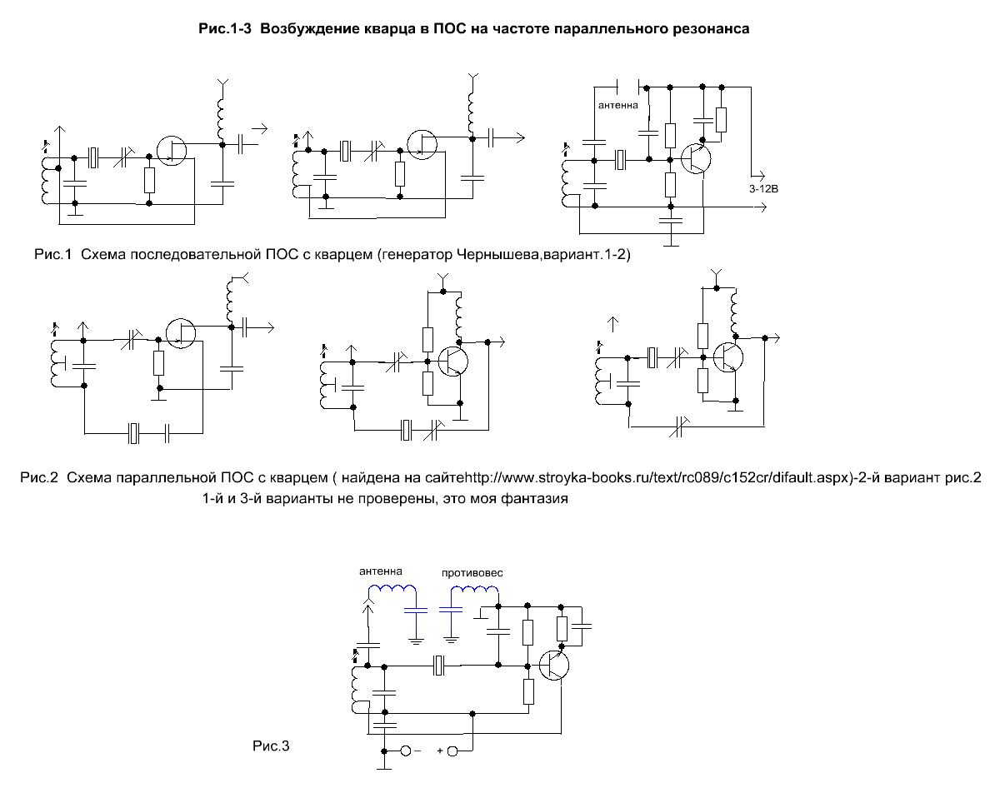 Рис.1-3 Возбуждение кварца в ПОС на частоте параллельного резонанса
антенна
3-12В
Рис.1 Схема последовательной ПОС с кварцем (генератор Чернышева,вариант.1-2)
Рис.2 Схема параллельной ПОС с кварцем ( найдена на сайтеhttp://www.stroyka-books.ru/text/rc089/c152cr/difault.aspx)-2-й вариант рис.2
1-й и 3-й варианты не проверены, это моя фантазия
антенна
противовес
Рис.3
– +